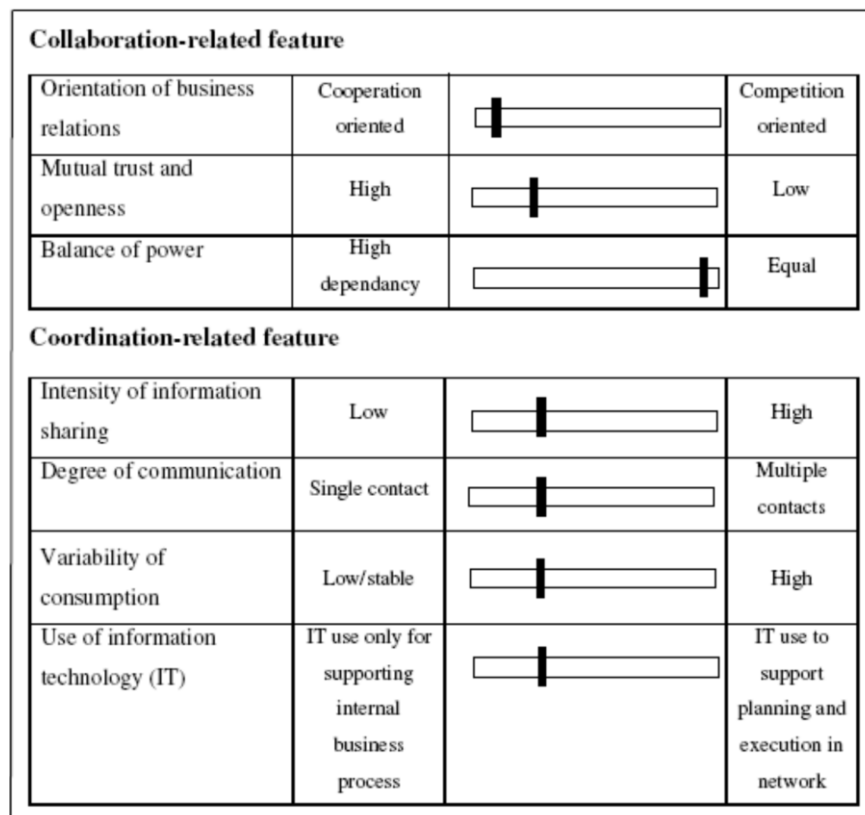 Collaboration-related feature
Orientation of business
relations
Cooperation
oriented
Competition
oriented
Mutual trust and
openness
High
Low
Balance of power
High
dependancy
Equal
Coordination-related feature
Intensity of information
sharing
Low
High
Degree of communication
Single contact
Multiple
contacts
Variability of
consumption
Low/stable
High
Use of information
technology (IT)
IT use only for
supporting
internal
business
process
IT use to
support
planning and
execution in
network